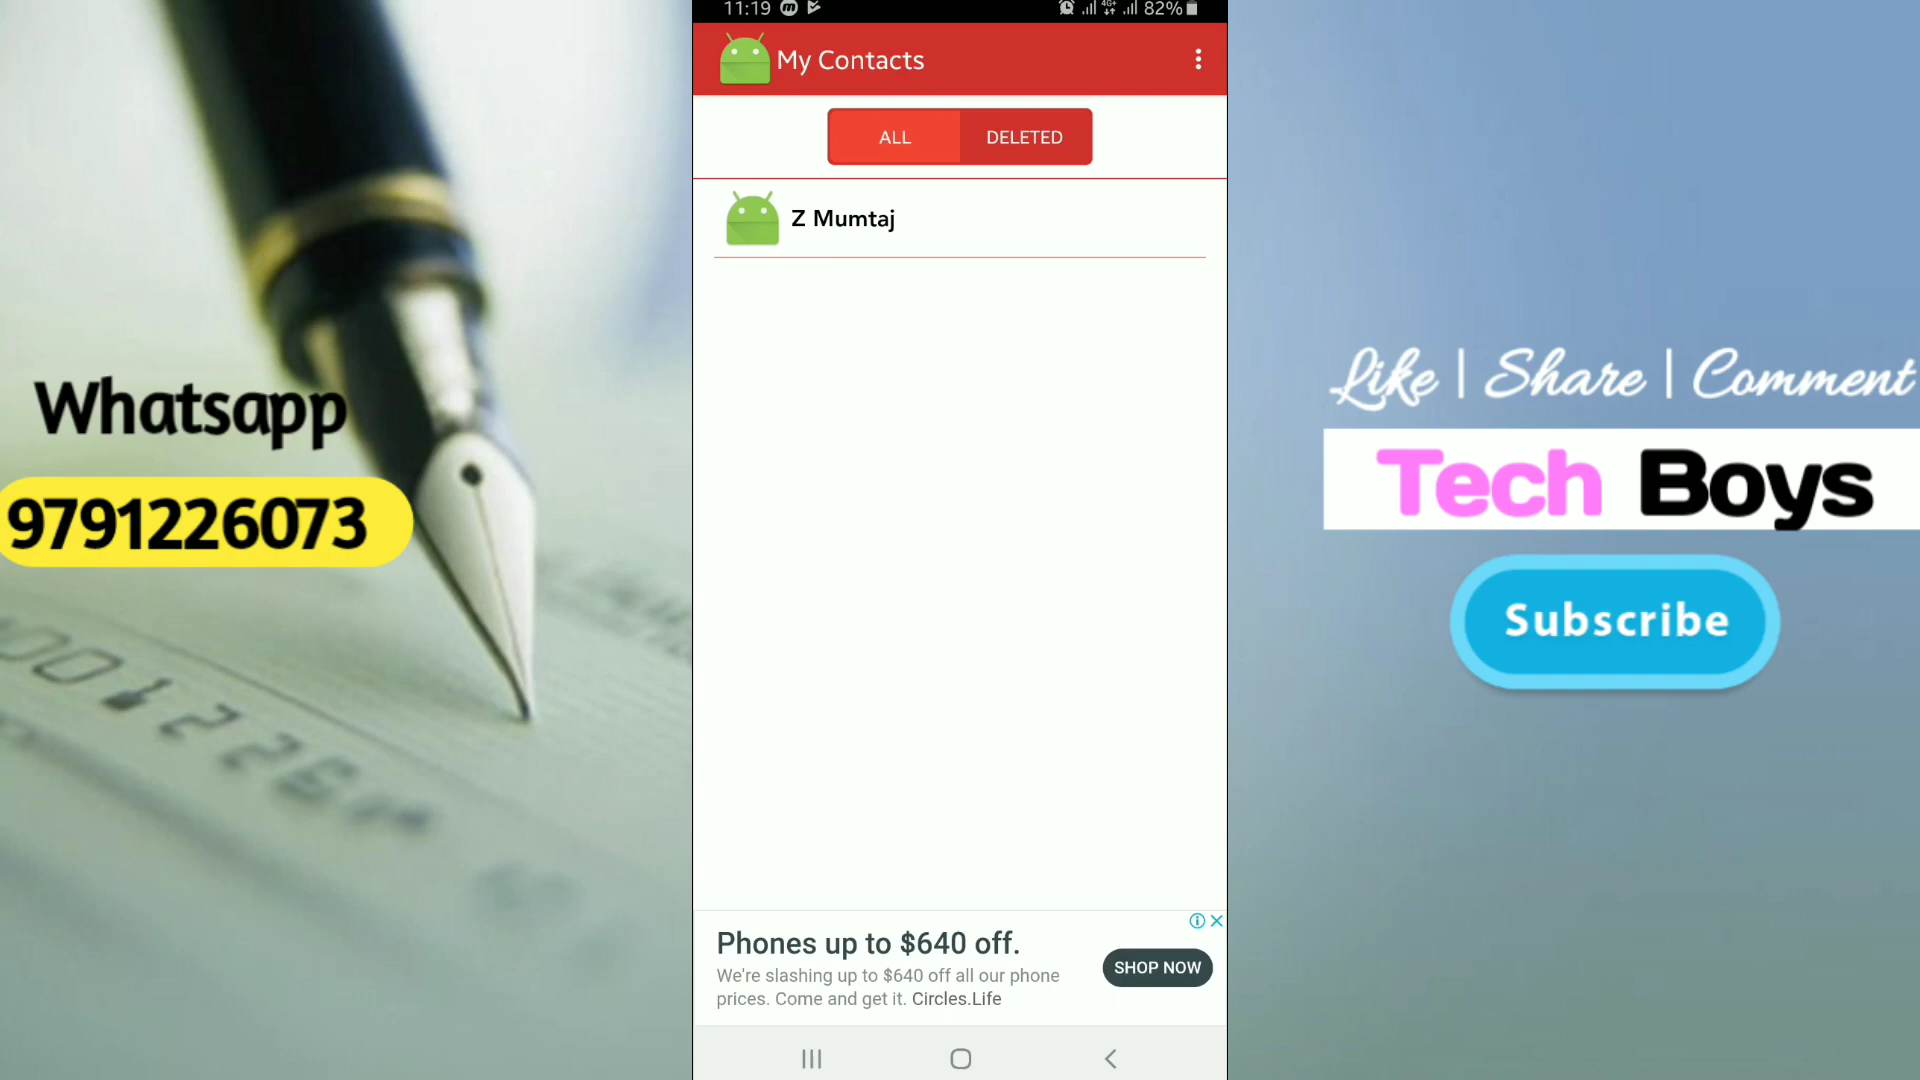 11:19
4G+
82%
My Contacts
ALL
DELETED
Z Mumtaj
Whatsapp
9791226073
Like | Share | Comment
Tech Boys
Subscribe
Phones up to $640 off.
We're slashing up to $640 off all our phone
prices. Come and get it. Circles.Life
SHOP NOW